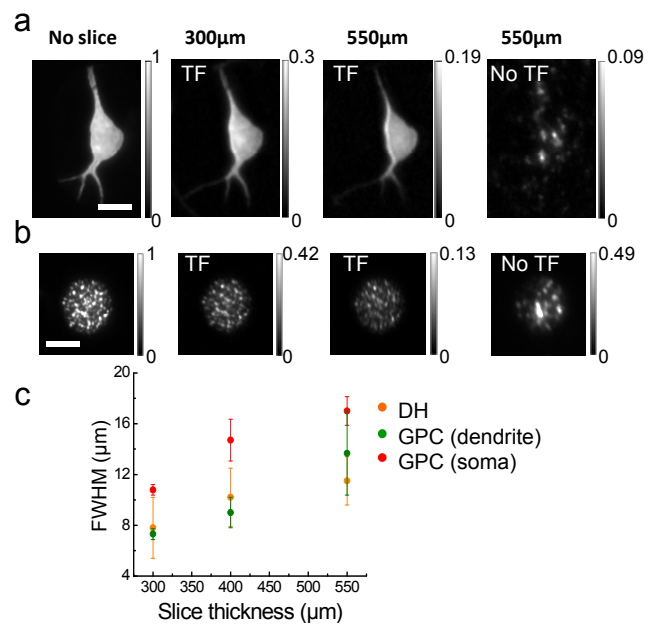 a
No slice 300µm 550µm 550µm
1 0.3 0.19 0.09
TF TF No TF
0 0 0 0
b
1 0.42 0.13 0.49
TF TF No TF
0 0 0 0
c
20
16
12
8
4
FWHM (µm)
DH
GPC (dendrite)
GPC (soma)
300 350 400 450 500 550
Slice thickness (µm)